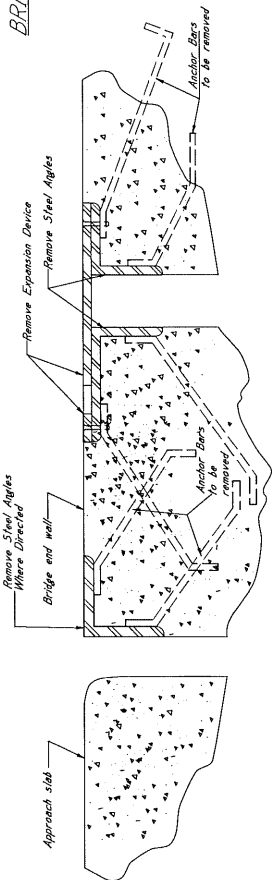 BRI
Approach slab
Remove Steel Angles
Where Directed
Bridge end wall
Remove Expansion Device
Remove Steel Angles
Anchor Bars
to be
removed
Anchor Bars
to be removed